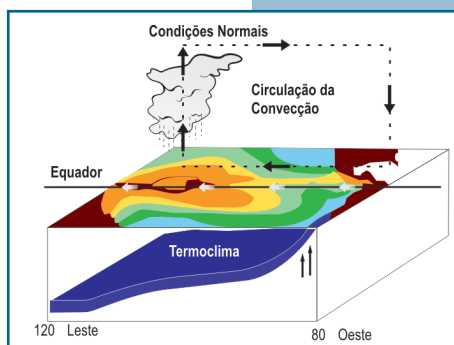 Condições Normais
Circulação da
Convecção
Equador
Termoclima
120 Leste
80 Oeste